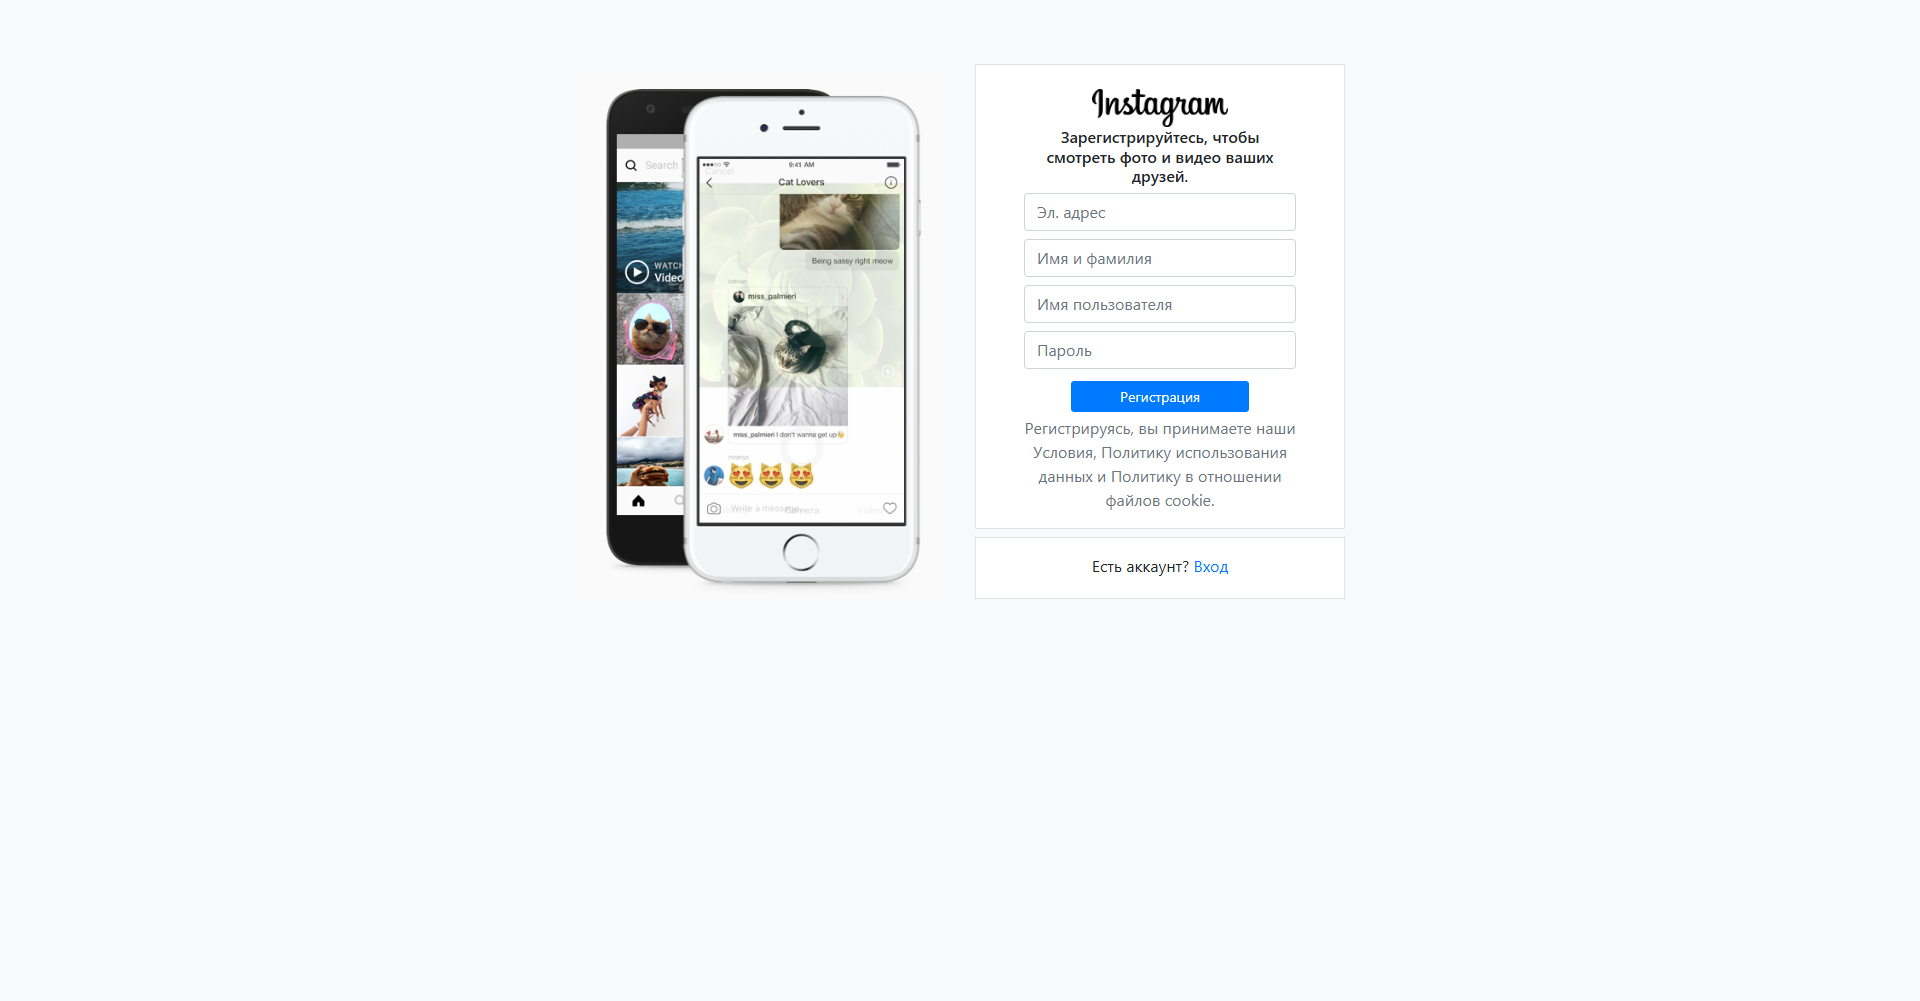 Search
WATCH
Video
9:41 AM
Cancel
Cat Lovers
Being sassy right meow
catnap
miss_palmieri
miss_palmieri I don't wanna get up
Write a message
Camera
Video
Instagram
Зарегистрируйтесь, чтобы
смотреть фото и видео ваших
друзей.
Эл. адрес
Имя и фамилия
Имя пользователя
Пароль
Регистрация
Регистрируясь, вы принимаете наши
Условия, Политику использования
данных и Политику в отношении
файлов cookie.
Есть аккаунт? Вход